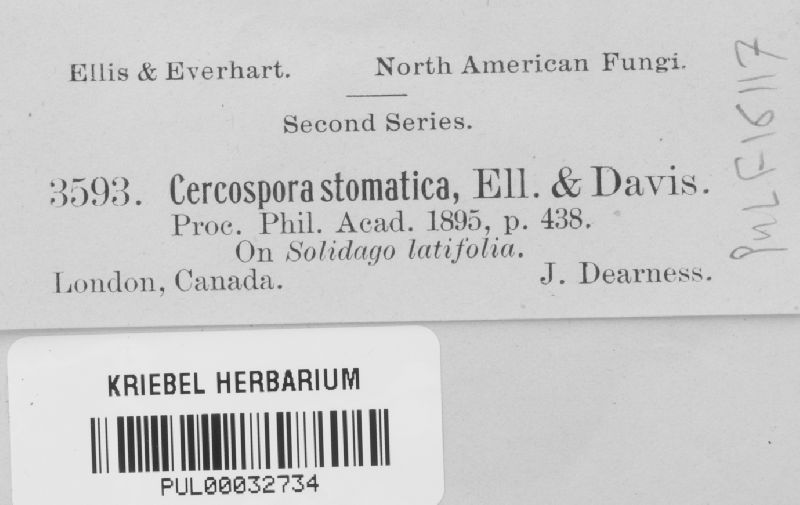 Ellis & Everhart. North American Fungi.
Second Series.
3593. Cercospora stomatica, Ell. & Davis.
Proc. Phil. Acad. 1895, p. 438.
On Solidago latifolia.
London, Canada. J. Dearness.
PUL F16117
KRIEBEL HERBARIUM
PUL00032734